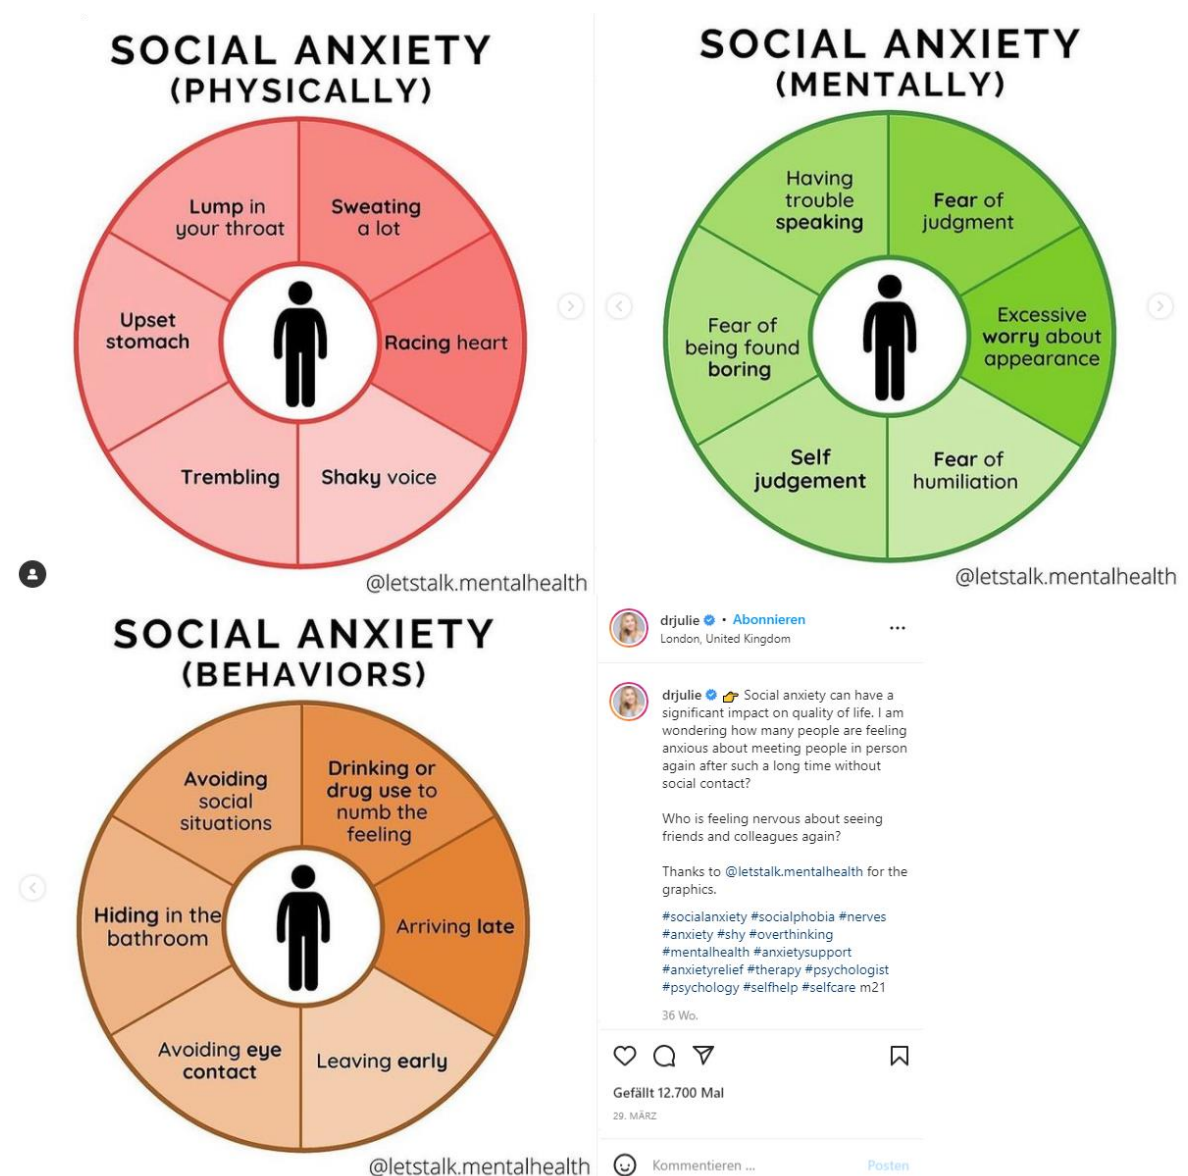 SOCIAL ANXIETY
(PHYSICALLY)
Lump in
your throat
Sweating
a lot
Upset
stomach
Racing heart
Trembling
Shaky voice
@letstalk.mentalhealth
SOCIAL ANXIETY
(MENTALLY)
Having
trouble
speaking
Fear of
judgment
Fear of
being found
boring
Excessive
worry about
appearance
Self
judgement
Fear of
humiliation
@letstalk.mentalhealth
SOCIAL ANXIETY
(BEHAVIORS)
Avoiding
social
situations
Drinking or
drug use to
numb the
feeling
Hiding in the
bathroom
Arriving late
Avoiding eye
contact
Leaving early
@letstalk.mentalhealth
drjulie • Abonnieren
London, United Kingdom
drjulie 👉 Social anxiety can have a
significant impact on quality of life. I am
wondering how many people are feeling
anxious about meeting people in person
again after such a long time without
social contact?
Who is feeling nervous about seeing
friends and colleagues again?
Thanks to @letstalk.mentalhealth for the
graphics.
#socialanxiety #socialphobia #nerves
#anxiety #shy #overthinking
#mentalhealth #anxietysupport
#anxietyrelief #therapy #psychologist
#psychology #selfhelp #selfcare m21
36 Wo.
Gefällt 12.700 Mal
29. MÄRZ
Kommentieren ...
Posten